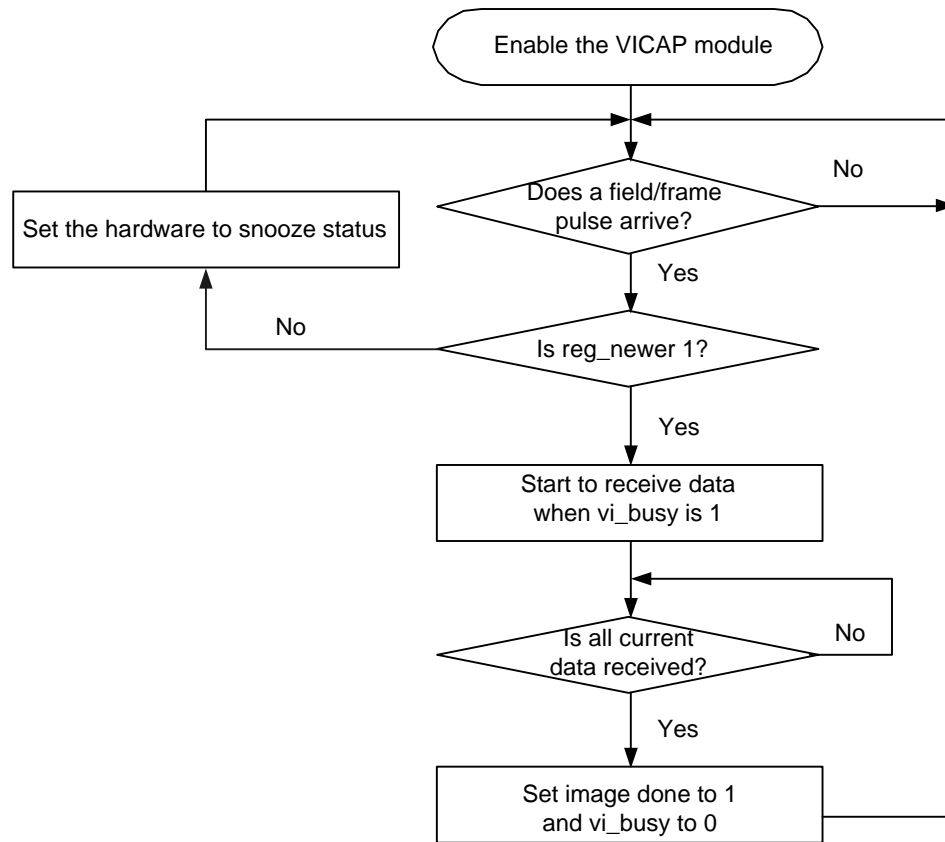 Enable the VICAP module
No
Does a field/frame
pulse arrive?
Set the hardware to snooze status
Yes
No
Is reg_newer 1?
Yes
Start to receive data
when vi_busy is 1
Is all current
data received?
No
Yes
Set image done to 1
and vi_busy to 0